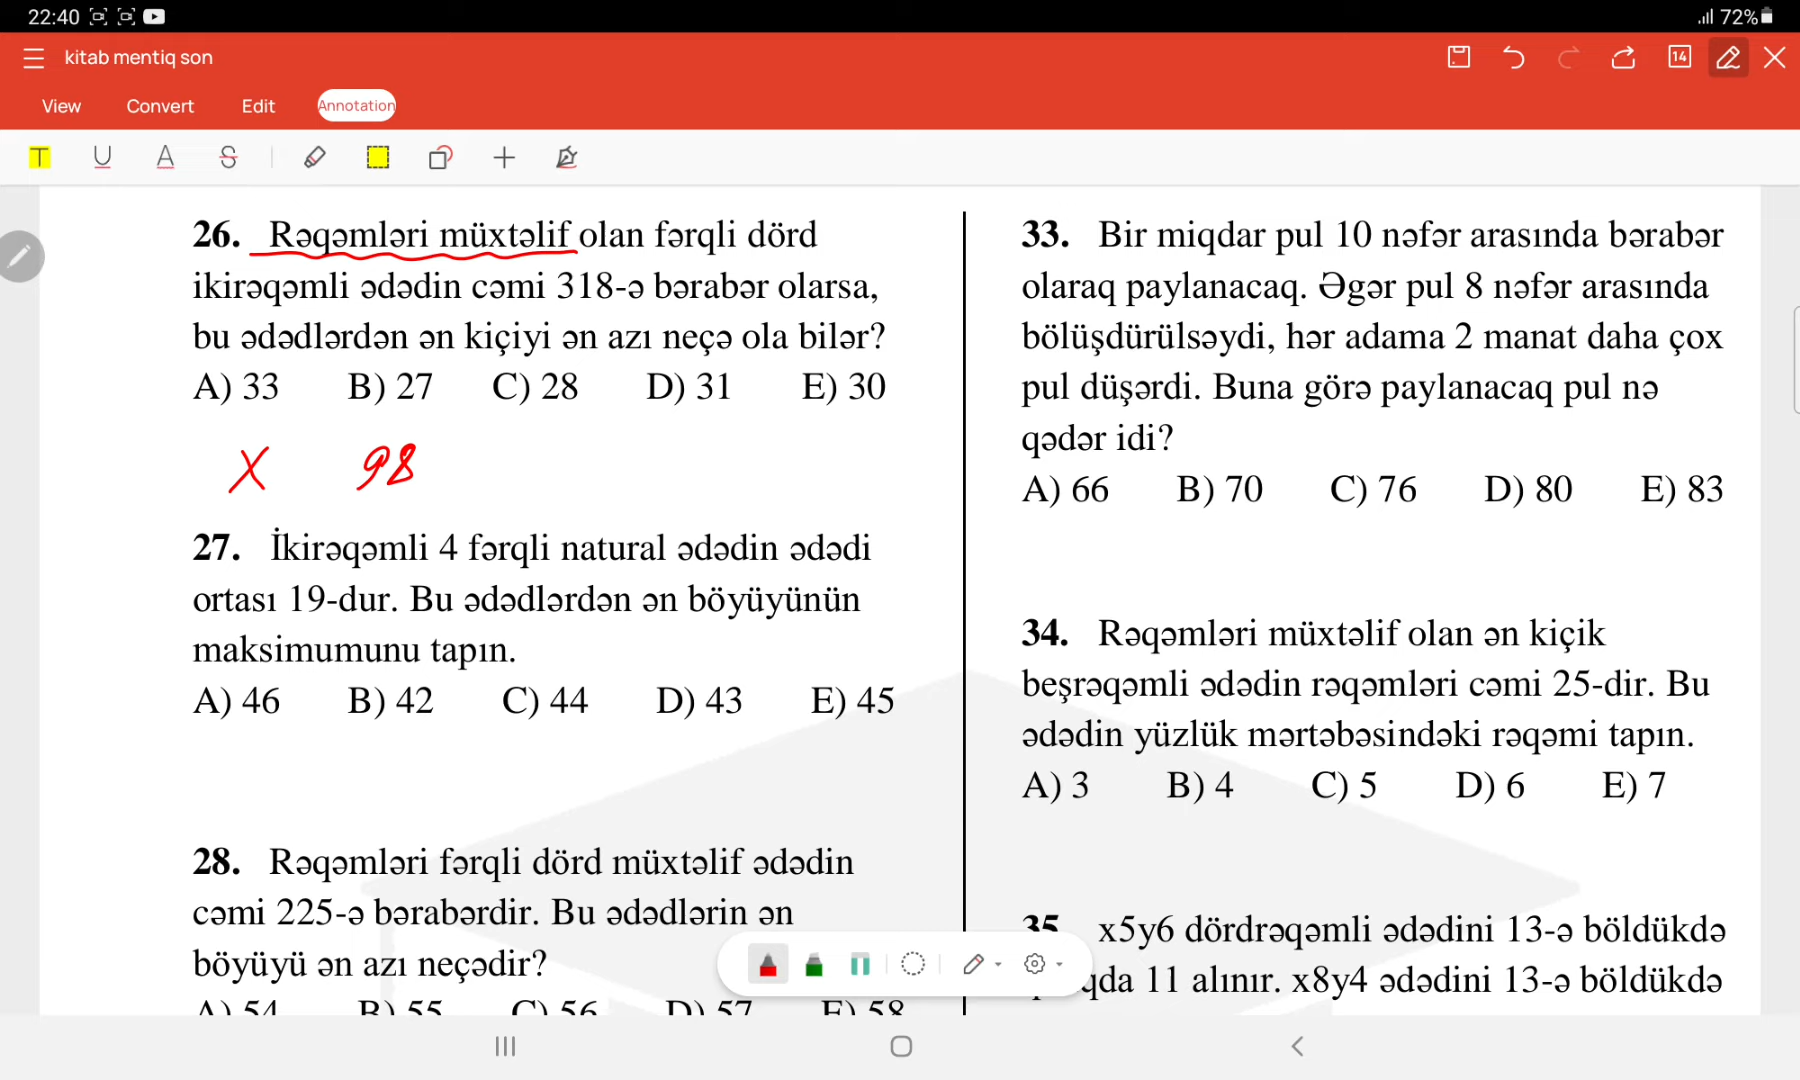 22:40
72%
kitab mentiq son
14
View Convert Edit Annotation
T U A S
26. Rəqəmləri müxtəlif olan fərqli dörd
ikirəqəmli ədədin cəmi 318-ə bərabər olarsa,
bu ədədlərdən ən kiçiyi ən azı neçə ola bilər?
A) 33 B) 27 C) 28 D) 31 E) 30
X 98
27. İkirəqəmli 4 fərqli natural ədədin ədədi
ortası 19-dur. Bu ədədlərdən ən böyüyünün
maksimumunu tapın.
A) 46 B) 42 C) 44 D) 43 E) 45
28. Rəqəmləri fərqli dörd müxtəlif ədədin
cəmi 225-ə bərabərdir. Bu ədədlərin ən
böyüyü ən azı neçədir?
A) 54 B) 55 C) 56 D) 57 E) 58
33. Bir miqdar pul 10 nəfər arasında bərabər
olaraq paylanacaq. Əgər pul 8 nəfər arasında
bölüşdürülsəydi, hər adama 2 manat daha çox
pul düşərdi. Buna görə paylanacaq pul nə
qədər idi?
A) 66 B) 70 C) 76 D) 80 E) 83
34. Rəqəmləri müxtəlif olan ən kiçik
beşrəqəmli ədədin rəqəmləri cəmi 25-dir. Bu
ədədin yüzlük mərtəbəsindəki rəqəmi tapın.
A) 3 B) 4 C) 5 D) 6 E) 7
35 x5y6 dördrəqəmli ədədini 13-ə böldükdə
11 alınır. x8y4 ədədini 13-ə böldükdə